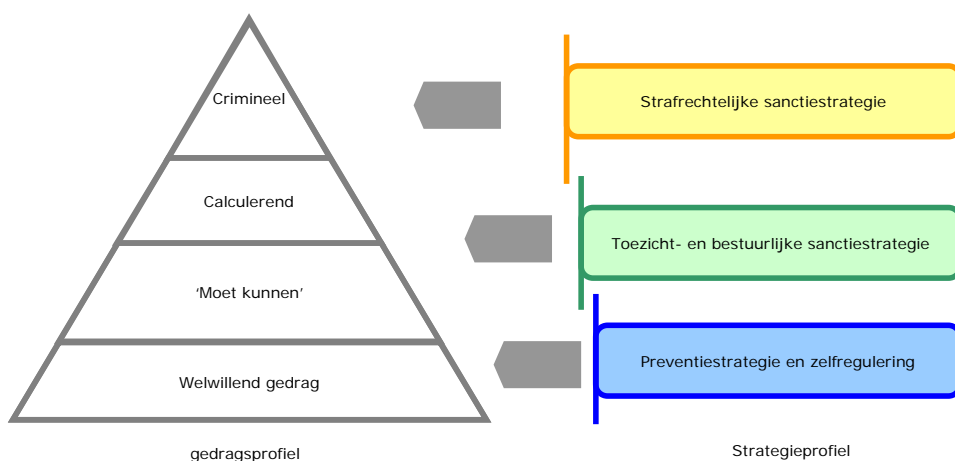 Crimineel
Strafrechtelijke sanctiestrategie
Calculerend
Toezicht- en bestuurlijke sanctiestrategie
'Moet kunnen'
Preventiestrategie en zelfregulering
Welwillend gedrag
gedragsprofiel
Strategieprofiel